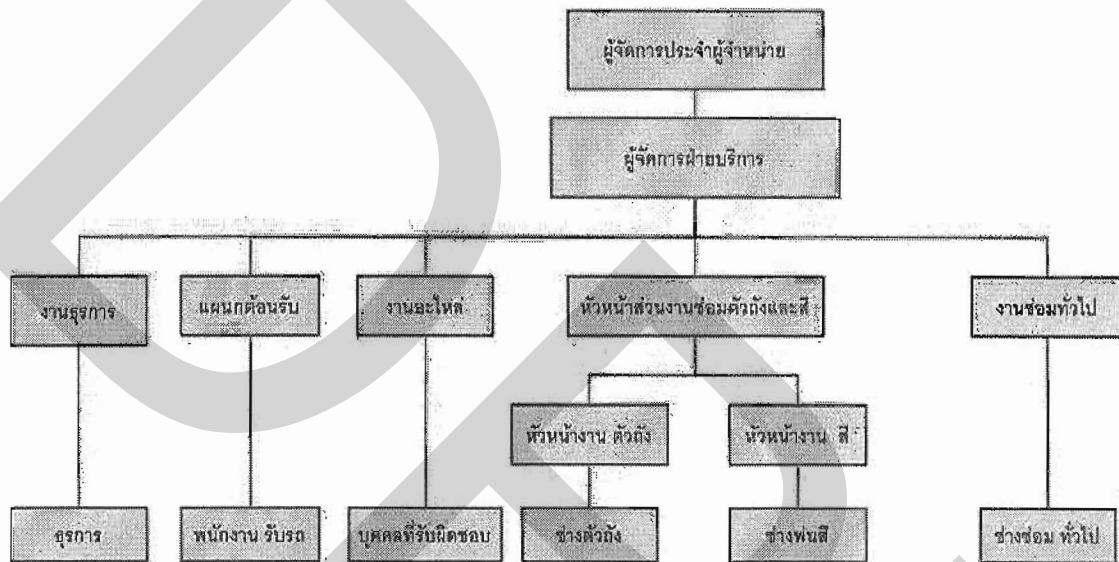 ผู้จัดการประจำผู้จำหน่าย
ผู้จัดการฝ่ายบริการ
งานธุรการ
แผนกต้อนรับ
งานอะไหล่
หัวหน้าส่วนงานซ่อมตัวถังและสี
งานซ่อมทั่วไป
หัวหน้างาน ตัวถัง
หัวหน้างาน สี
ธุรการ
พนักงาน รับรถ
บุคคลที่รับผิดชอบ
ช่างตัวถัง
ช่างพ่นสี
ช่างซ่อม ทั่วไป